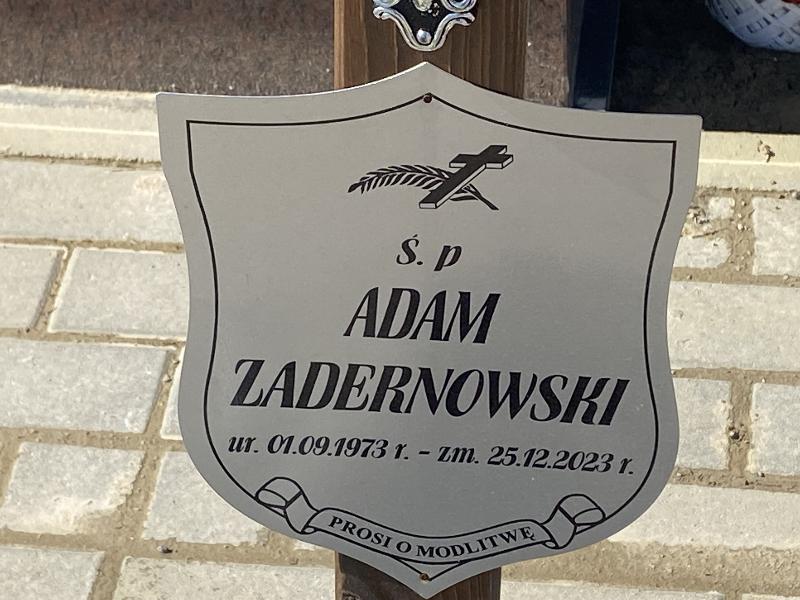 Ś. p
ADAM
ZADERNOWSKI
ur. 01.09.1973 r. - zm. 25.12.2023 r.
PROSI O MODLITWĘ